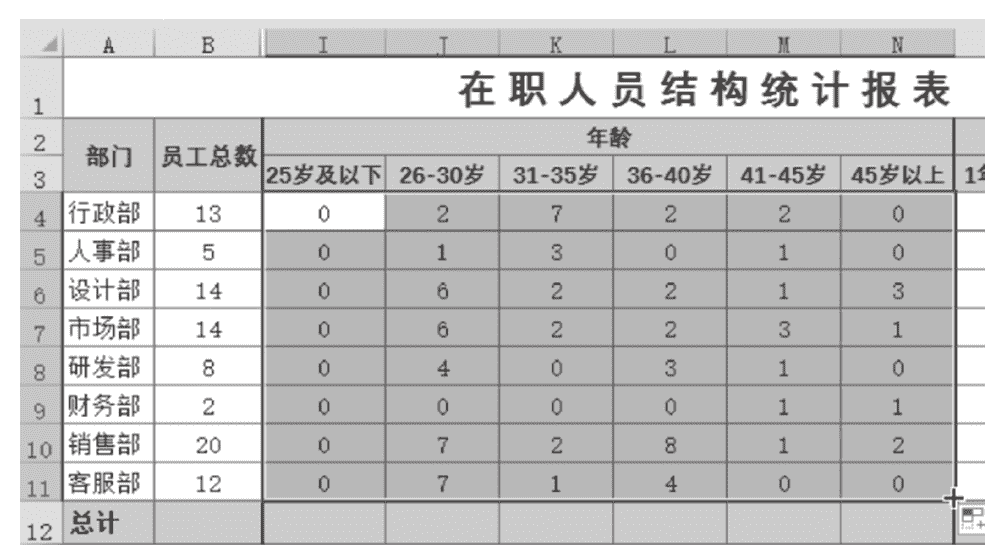 A B I J K L M N
1 在职人员结构统计报表
2 部门 员工总数 年龄
3 25岁及以下 26-30岁 31-35岁 36-40岁 41-45岁 45岁以上 1
4 行政部 13 0 2 7 2 2 0
5 人事部 5 0 1 3 0 1 0
6 设计部 14 0 6 2 2 1 3
7 市场部 14 0 6 2 2 3 1
8 研发部 8 0 4 0 3 1 0
9 财务部 2 0 0 0 0 1 1
10 销售部 20 0 7 2 8 1 2
11 客服部 12 0 7 1 4 0 0
12 总计